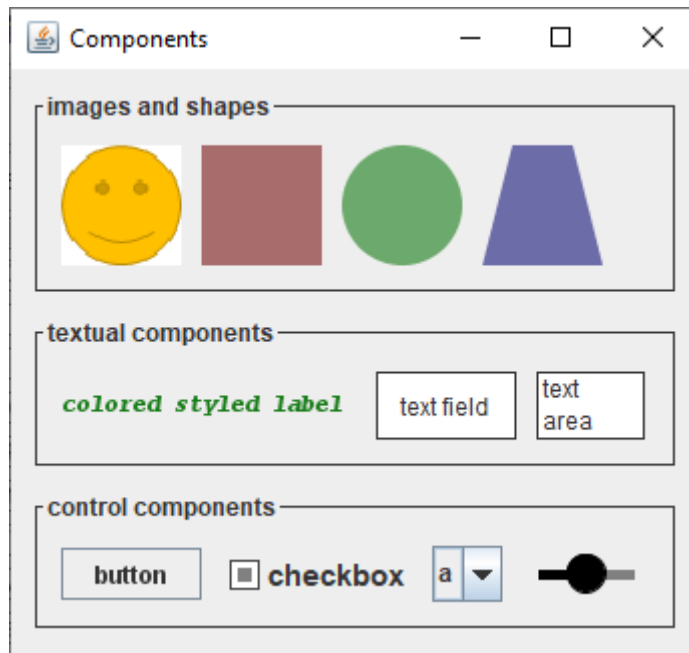 Components
images and shapes
textual components
colored styled label
text field
text
area
control components
button
checkbox
a